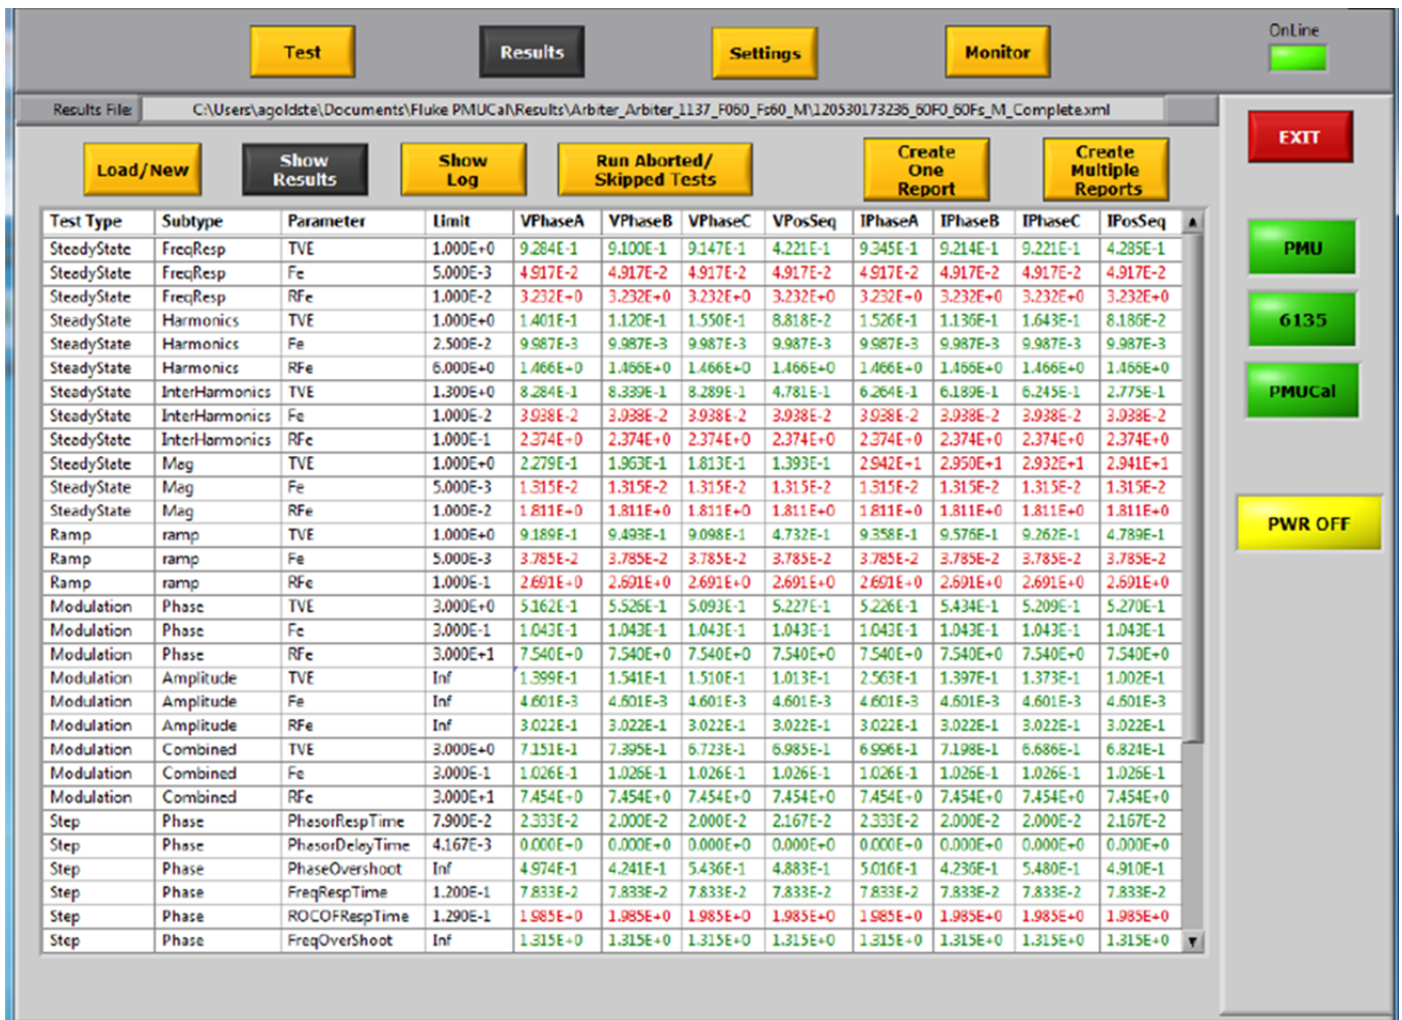 OnLine
Test Results Settings Monitor
Results File: C:\Users\agoldste\Documents\Fluke PMUCal\Results\Arbiter_Arbiter_1137_F060_Fs60_M\120530173236_60F0_60Fs_M_Complete.xml
EXIT
Load/New Show Results Show Log Run Aborted/ Skipped Tests Create One Report Create Multiple Reports
Test Type Subtype Parameter Limit VPhaseA VPhaseB VPhaseC VPosSeq IPhaseA IPhaseB IPhaseC IPosSeq
SteadyState FreqResp TVE 1.000E+0 9.284E-1 9.100E-1 9.147E-1 4.221E-1 9.345E-1 9.214E-1 9.221E-1 4.285E-1
SteadyState FreqResp Fe 5.000E-3 4.917E-2 4.917E-2 4.917E-2 4.917E-2 4.917E-2 4.917E-2 4.917E-2 4.917E-2
SteadyState FreqResp RFe 1.000E-2 3.232E+0 3.232E+0 3.232E+0 3.232E+0 3.232E+0 3.232E+0 3.232E+0 3.232E+0
SteadyState Harmonics TVE 1.000E+0 1.401E-1 1.120E-1 1.550E-1 8.818E-2 1.526E-1 1.136E-1 1.643E-1 8.186E-2
SteadyState Harmonics Fe 2.500E-2 9.987E-3 9.987E-3 9.987E-3 9.987E-3 9.987E-3 9.987E-3 9.987E-3 9.987E-3
SteadyState Harmonics RFe 6.000E+0 1.466E+0 1.466E+0 1.466E+0 1.466E+0 1.466E+0 1.466E+0 1.466E+0 1.466E+0
SteadyState InterHarmonics TVE 1.300E+0 8.284E-1 8.339E-1 8.289E-1 4.781E-1 6.264E-1 6.189E-1 6.245E-1 2.775E-1
SteadyState InterHarmonics Fe 1.000E-2 3.938E-2 3.938E-2 3.938E-2 3.938E-2 3.938E-2 3.938E-2 3.938E-2 3.938E-2
SteadyState InterHarmonics RFe 1.000E-1 2.374E+0 2.374E+0 2.374E+0 2.374E+0 2.374E+0 2.374E+0 2.374E+0 2.374E+0
SteadyState Mag TVE 1.000E+0 2.279E-1 1.963E-1 1.813E-1 1.393E-1 2.942E+1 2.950E+1 2.932E+1 2.941E+1
SteadyState Mag Fe 5.000E-3 1.315E-2 1.315E-2 1.315E-2 1.315E-2 1.315E-2 1.315E-2 1.315E-2 1.315E-2
SteadyState Mag RFe 1.000E-2 1.811E+0 1.811E+0 1.811E+0 1.811E+0 1.811E+0 1.811E+0 1.811E+0 1.811E+0
Ramp ramp TVE 1.000E+0 9.189E-1 9.493E-1 9.098E-1 4.732E-1 9.358E-1 9.576E-1 9.262E-1 4.789E-1
Ramp ramp Fe 5.000E-3 3.785E-2 3.785E-2 3.785E-2 3.785E-2 3.785E-2 3.785E-2 3.785E-2 3.785E-2
Ramp ramp RFe 1.000E-1 2.691E+0 2.691E+0 2.691E+0 2.691E+0 2.691E+0 2.691E+0 2.691E+0 2.691E+0
Modulation Phase TVE 3.000E+0 5.162E-1 5.526E-1 5.093E-1 5.227E-1 5.226E-1 5.434E-1 5.209E-1 5.270E-1
Modulation Phase Fe 3.000E-1 1.043E-1 1.043E-1 1.043E-1 1.043E-1 1.043E-1 1.043E-1 1.043E-1 1.043E-1
Modulation Phase RFe 3.000E+1 7.540E+0 7.540E+0 7.540E+0 7.540E+0 7.540E+0 7.540E+0 7.540E+0 7.540E+0
Modulation Amplitude TVE Inf 1.399E-1 1.541E-1 1.510E-1 1.013E-1 2.563E-1 1.397E-1 1.373E-1 1.002E-1
Modulation Amplitude Fe Inf 4.601E-3 4.601E-3 4.601E-3 4.601E-3 4.601E-3 4.601E-3 4.601E-3 4.601E-3
Modulation Amplitude RFe Inf 3.022E-1 3.022E-1 3.022E-1 3.022E-1 3.022E-1 3.022E-1 3.022E-1 3.022E-1
Modulation Combined TVE 3.000E+0 7.151E-1 7.395E-1 6.723E-1 6.985E-1 6.996E-1 7.198E-1 6.686E-1 6.824E-1
Modulation Combined Fe 3.000E-1 1.026E-1 1.026E-1 1.026E-1 1.026E-1 1.026E-1 1.026E-1 1.026E-1 1.026E-1
Modulation Combined RFe 3.000E+1 7.454E+0 7.454E+0 7.454E+0 7.454E+0 7.454E+0 7.454E+0 7.454E+0 7.454E+0
Step Phase PhasorRespTime 7.900E-2 2.333E-2 2.000E-2 2.000E-2 2.167E-2 2.333E-2 2.000E-2 2.000E-2 2.167E-2
Step Phase PhasorDelayTime 4.167E-3 0.000E+0 0.000E+0 0.000E+0 0.000E+0 0.000E+0 0.000E+0 0.000E+0 0.000E+0
Step Phase PhaseOvershoot Inf 4.974E-1 4.241E-1 5.436E-1 4.883E-1 5.016E-1 4.236E-1 5.480E-1 4.910E-1
Step Phase FreqRespTime 1.200E-1 7.833E-2 7.833E-2 7.833E-2 7.833E-2 7.833E-2 7.833E-2 7.833E-2 7.833E-2
Step Phase ROCOFRespTime 1.290E-1 1.985E+0 1.985E+0 1.985E+0 1.985E+0 1.985E+0 1.985E+0 1.985E+0 1.985E+0
Step Phase FreqOverShoot Inf 1.315E+0 1.315E+0 1.315E+0 1.315E+0 1.315E+0 1.315E+0 1.315E+0 1.315E+0
PMU
6135
PMUCal
PWR OFF